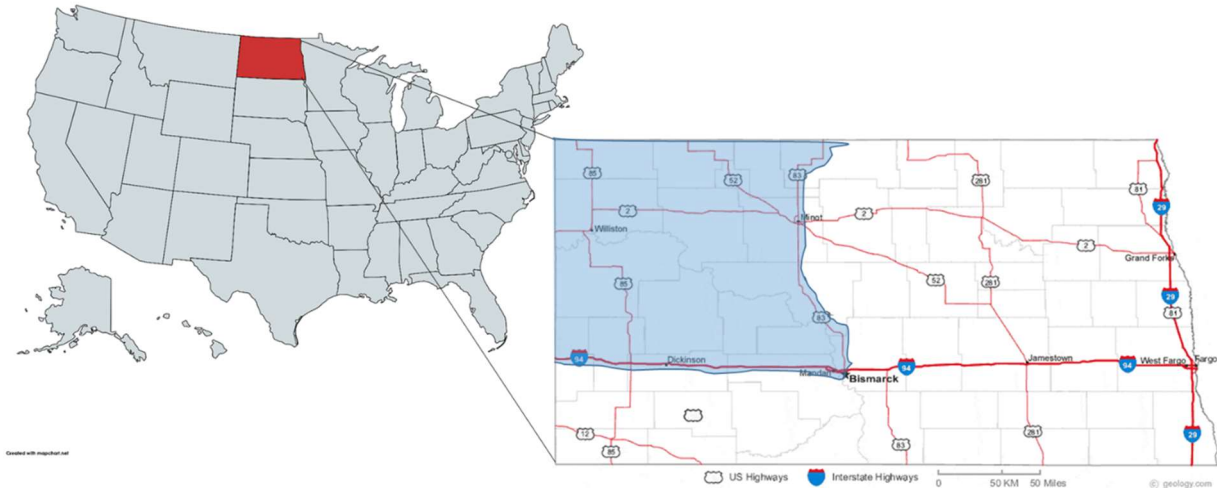 85
52
83
281
81
29
2
Minot
2
Williston
2
Grand Forks
85
52
281
29
83
81
94
Dickinson
Mandan
Bismarck
94
Jamestown
94
West Fargo
Fargo
12
85
83
281
29
Created with mapchart.net
US Highways
Interstate Highways
0
50 KM
50 Miles
© geology.com